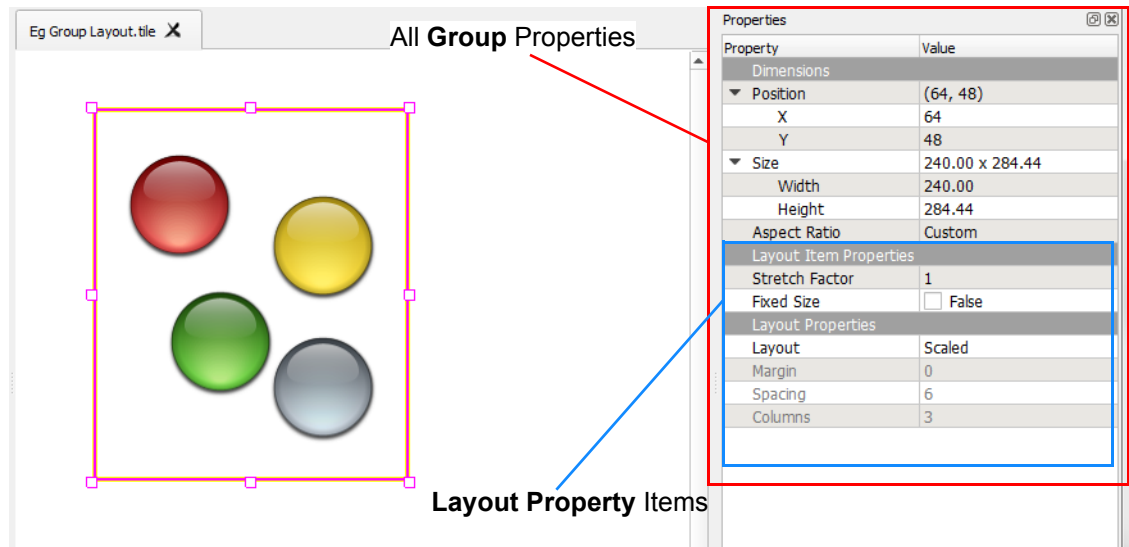 Eg Group Layout.tile
All Group Properties
Properties
Property Value
Dimensions
Position (64, 48)
X 64
Y 48
Size 240.00 x 284.44
Width 240.00
Height 284.44
Aspect Ratio Custom
Layout Item Properties
Stretch Factor 1
Fixed Size False
Layout Properties
Layout Scaled
Margin 0
Spacing 6
Columns 3
Layout Property Items